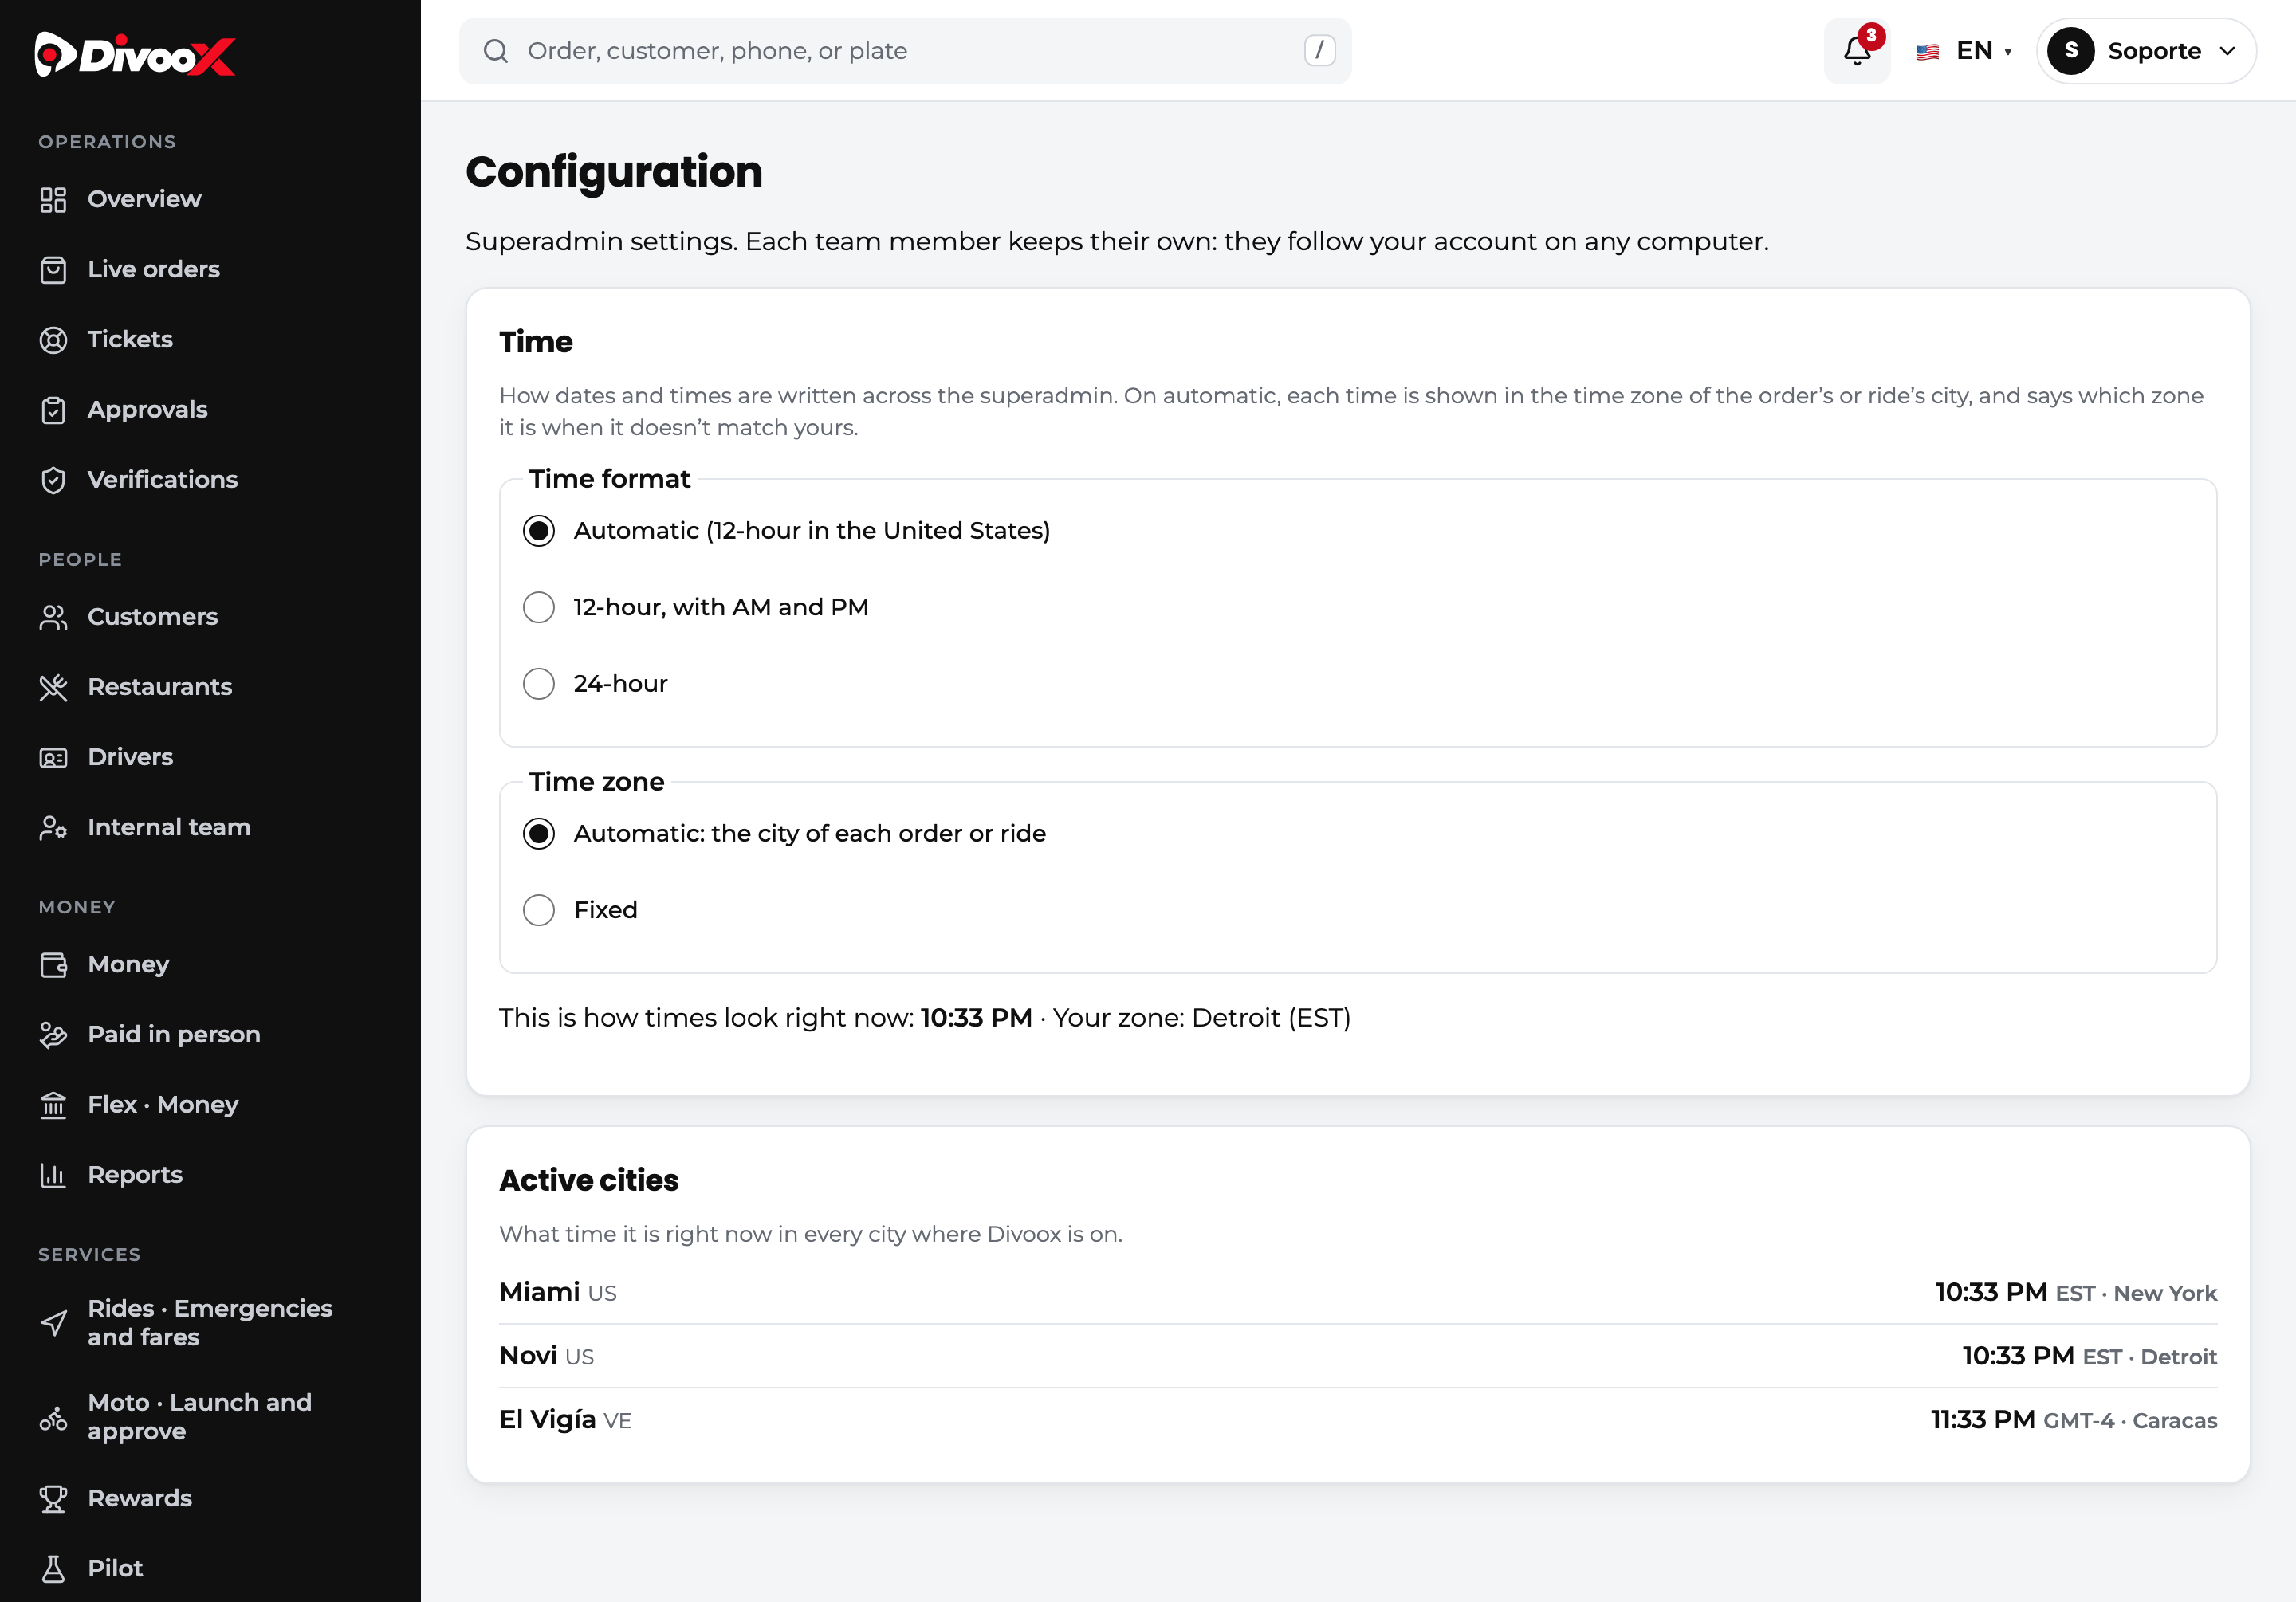 DivooX
Order, customer, phone, or plate
/
3
EN
S
Soporte
OPERATIONS
Overview
Live orders
Tickets
Approvals
Verifications
PEOPLE
Customers
Restaurants
Drivers
Internal team
MONEY
Money
Paid in person
Flex · Money
Reports
SERVICES
Rides · Emergencies
and fares
Moto · Launch and
approve
Rewards
Pilot
Configuration
Superadmin settings. Each team member keeps their own: they follow your account on any computer.
Time
How dates and times are written across the superadmin. On automatic, each time is shown in the time zone of the order’s or ride’s city, and says which zone
it is when it doesn’t match yours.
Time format
Automatic (12-hour in the United States)
12-hour, with AM and PM
24-hour
Time zone
Automatic: the city of each order or ride
Fixed
This is how times look right now: 10:33 PM · Your zone: Detroit (EST)
Active cities
What time it is right now in every city where Divoox is on.
Miami US 10:33 PM EST · New York
Novi US 10:33 PM EST · Detroit
El Vigía VE 11:33 PM GMT-4 · Caracas